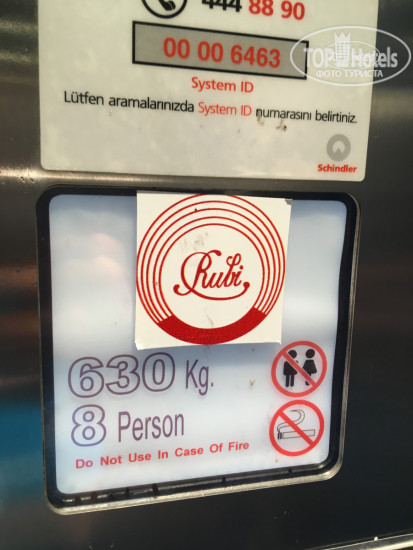 444 88 90
TOPHotels
ФОТО ТУРИСТА
00 00 6463
System ID
Lütfen aramalarınızda System ID numarasını belirtiniz.
Schindler
Rubi
630 Kg.
8 Person
Do Not Use In Case Of Fire